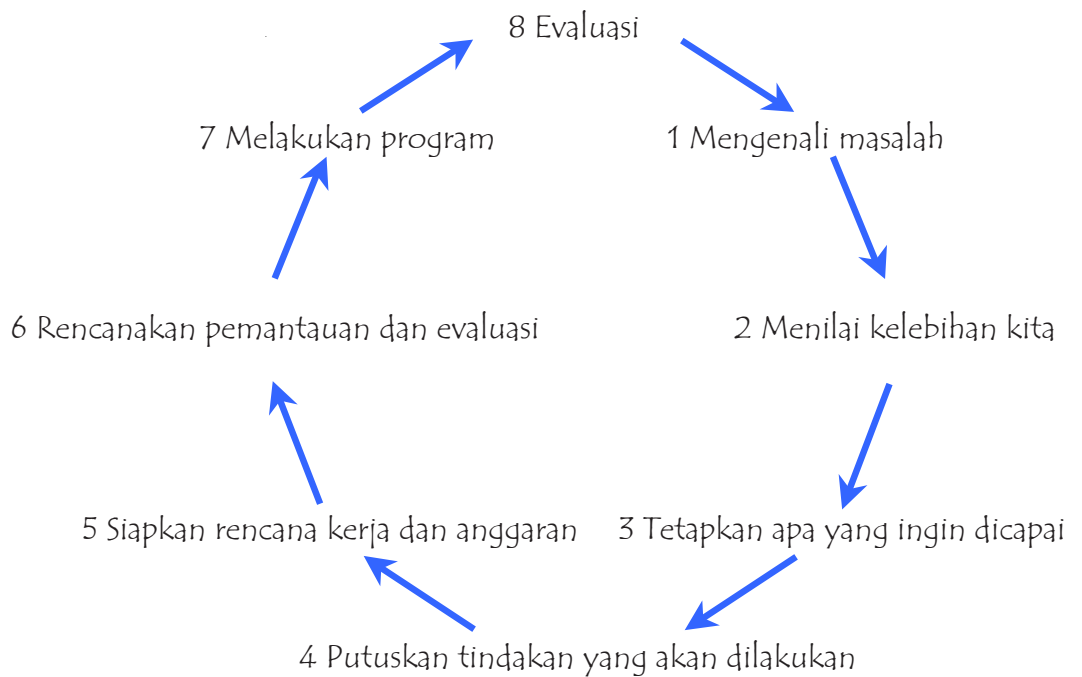 8 Evaluasi
7 Melakukan program
1 Mengenali masalah
6 Rencanakan pemantauan dan evaluasi
2 Menilai kelebihan kita
5 Siapkan rencana kerja dan anggaran
3 Tetapkan apa yang ingin dicapai
4 Putuskan tindakan yang akan dilakukan